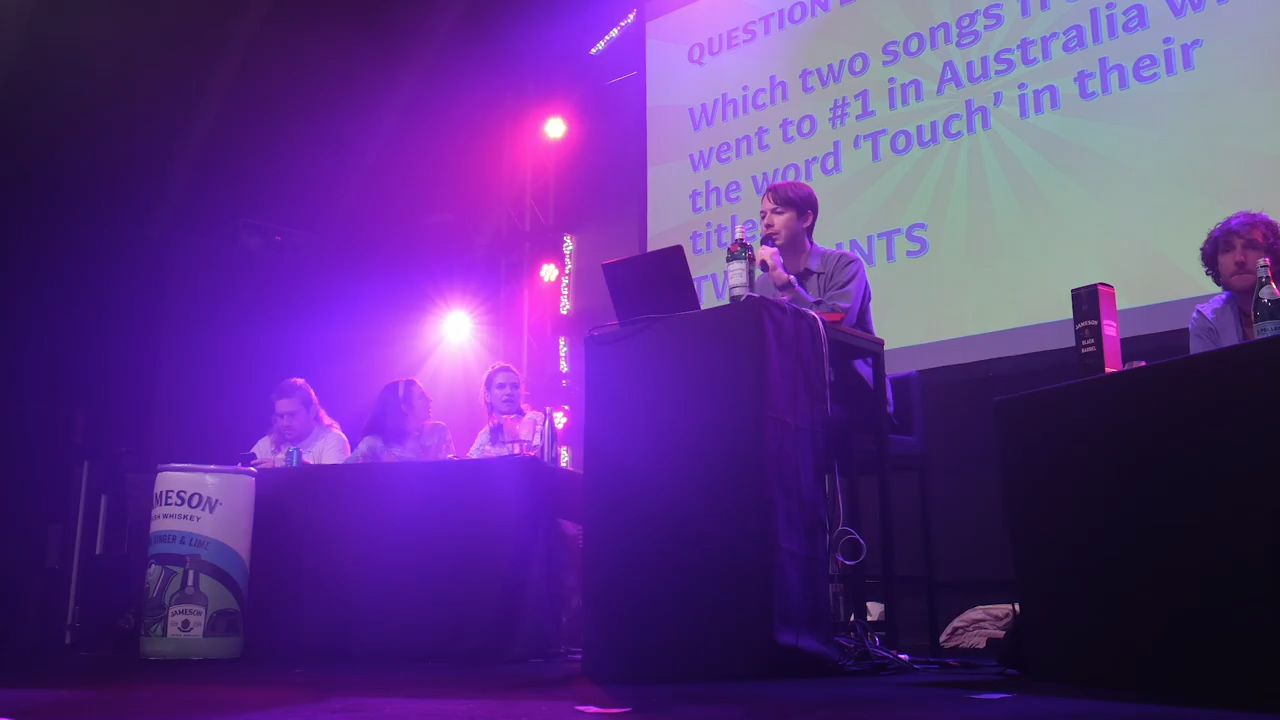 QUESTION
Which two songs
went to #1 in Australia
the word 'Touch' in their
title
JAMESON
BLACK
BARREL
MESON
WHISKEY
GINGER & LIME
JAMESON